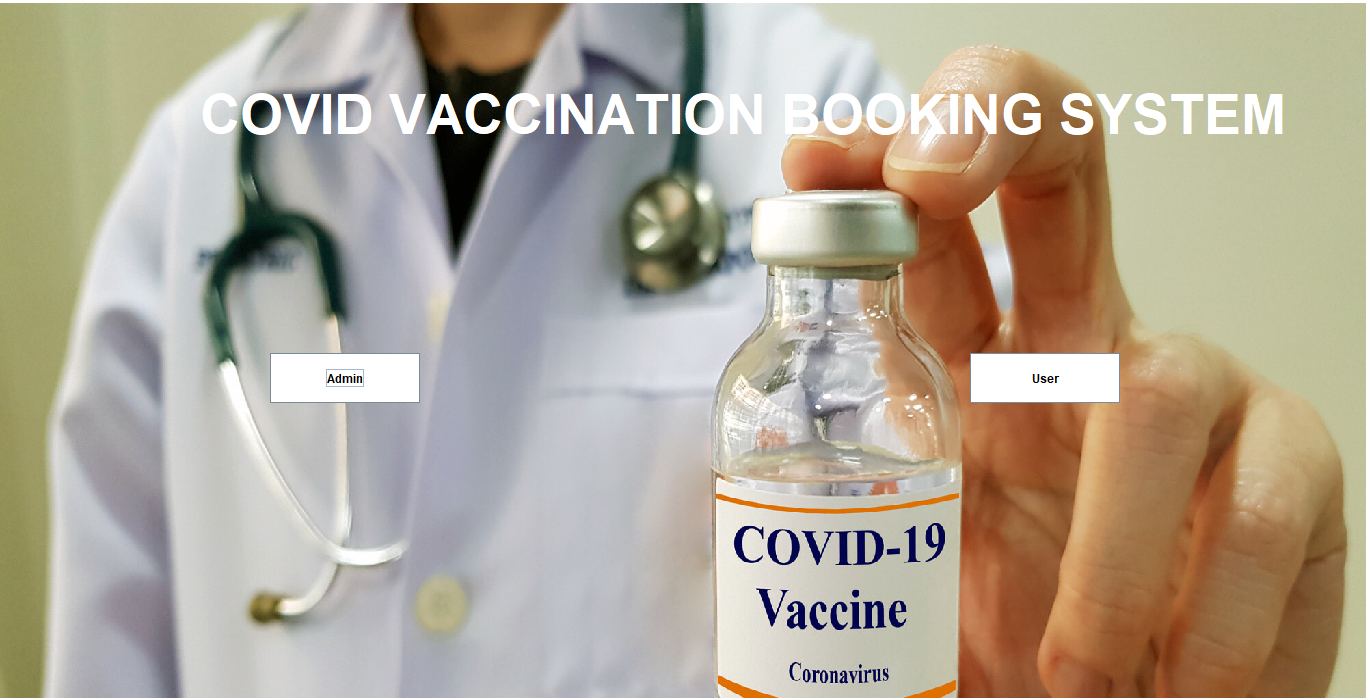 COVID VACCINATION BOOKING SYSTEM
Admin
User
COVID-19
Vaccine
Coronavirus